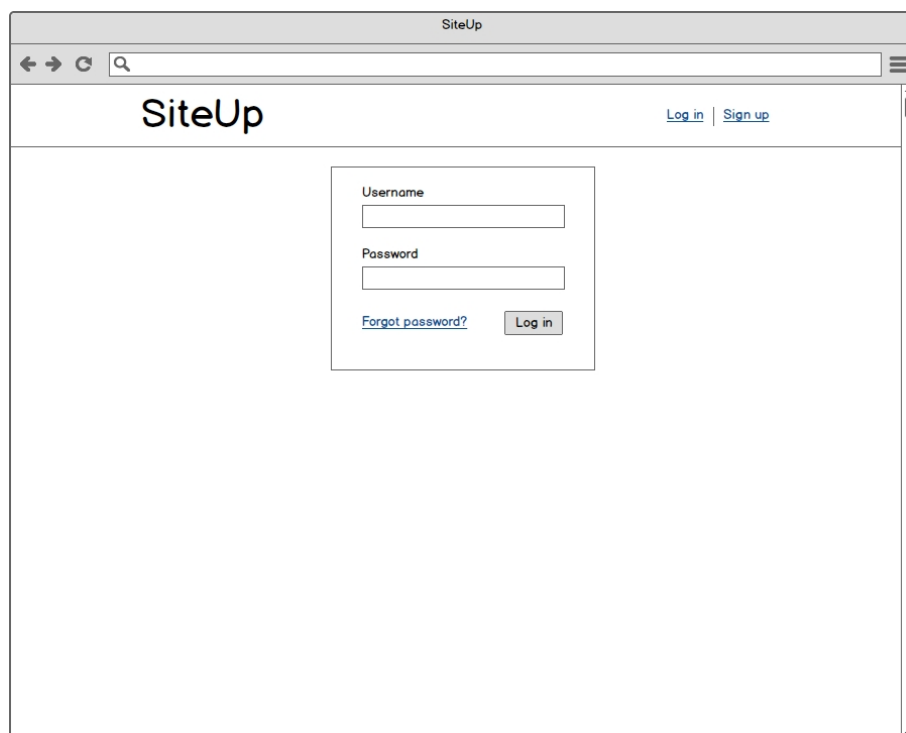 SiteUp
SiteUp
Log in
Sign up
Username
Password
Forgot password?
Log in